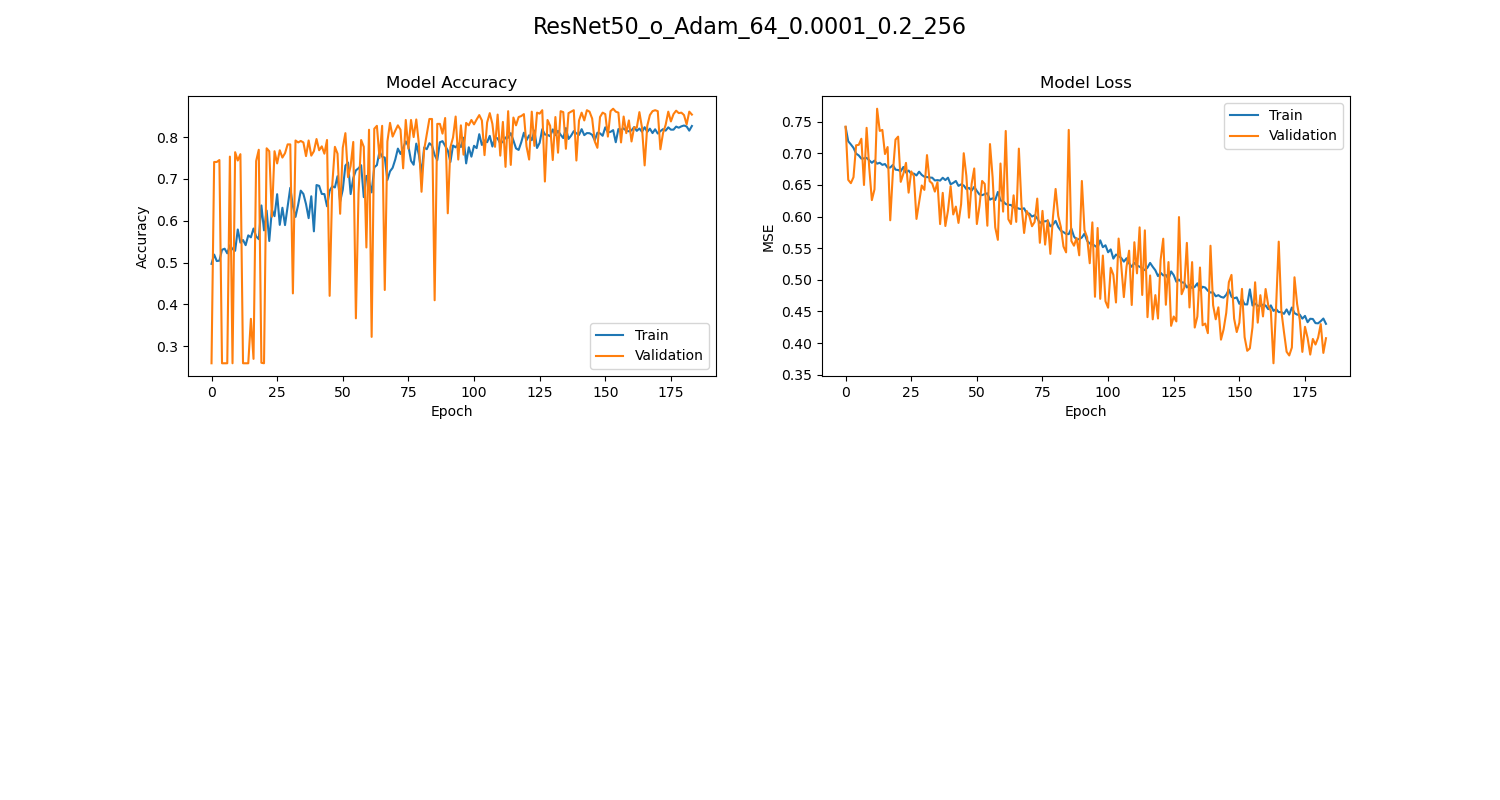 ResNet50_o_Adam_64_0.0001_0.2_256
Model Accuracy
Accuracy
0.8
0.7
0.6
0.5
0.4
0.3
0 25 50 75 100 125 150 175
Epoch
Train
Validation
Model Loss
MSE
0.75
0.70
0.65
0.60
0.55
0.50
0.45
0.40
0.35
0 25 50 75 100 125 150 175
Epoch
Train
Validation